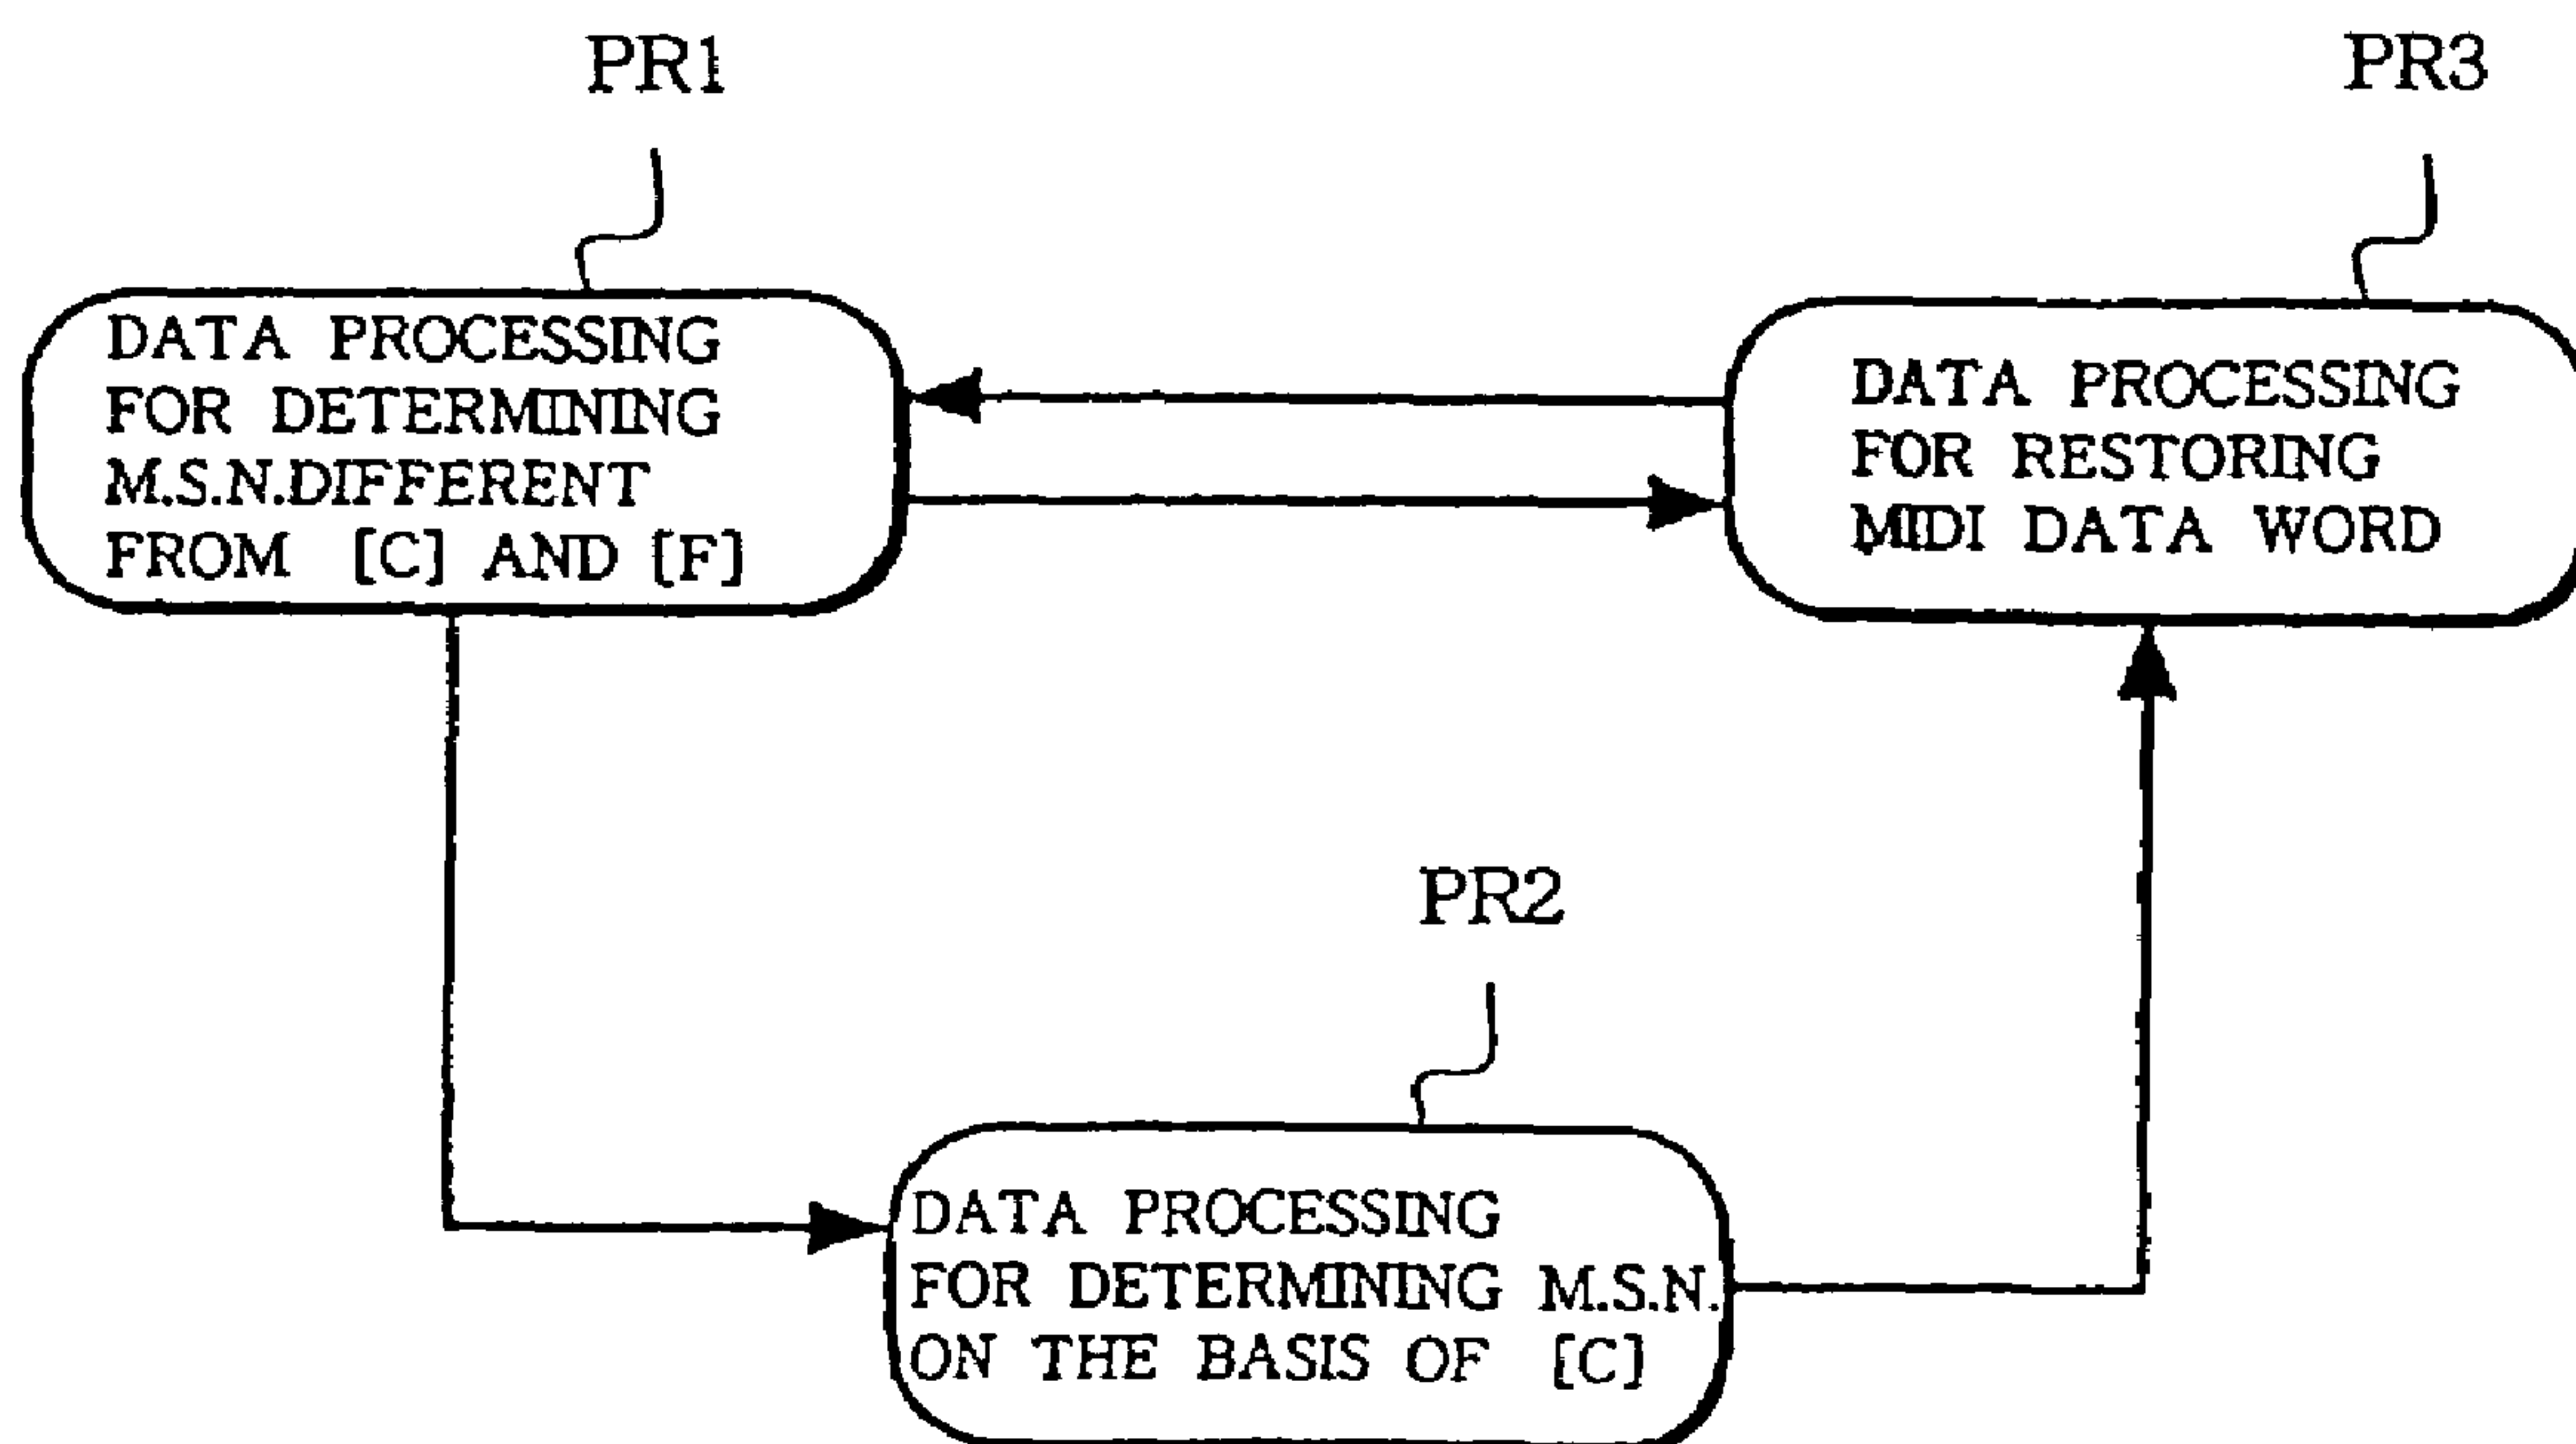 PR1
PR3
DATA PROCESSING
FOR DETERMINING
M.S.N.DIFFERENT
FROM [C] AND [F]
DATA PROCESSING
FOR RESTORING
MIDI DATA WORD
PR2
DATA PROCESSING
FOR DETERMINING M.S.N.
ON THE BASIS OF [C]